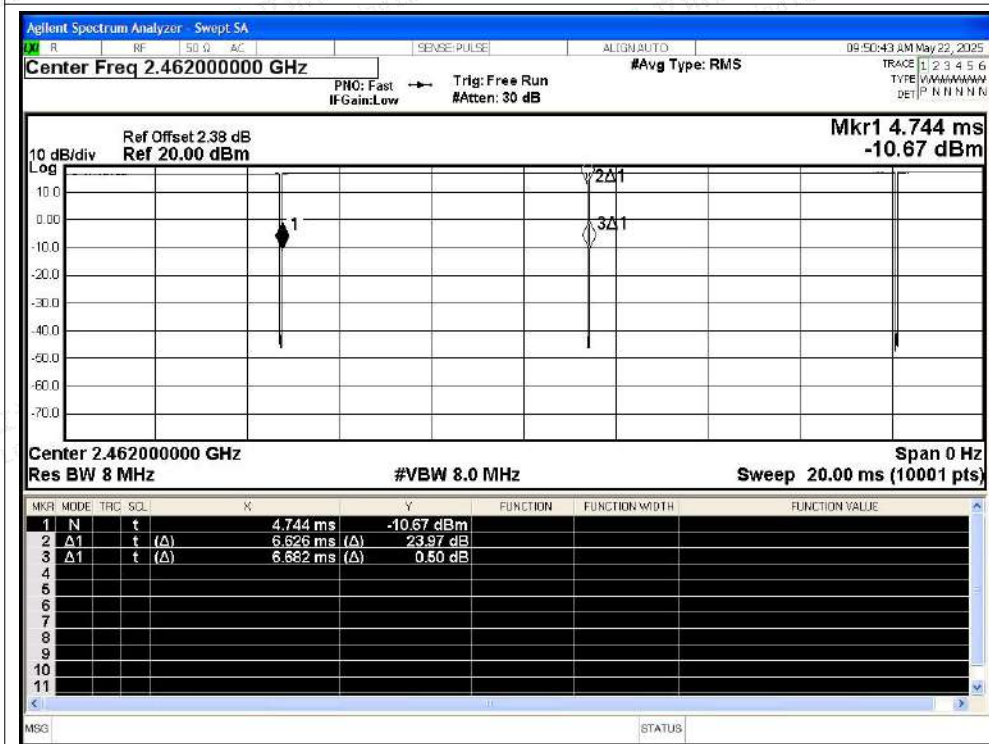 Agilent Spectrum Analyzer - Swept SA
LXI R RF 50 Ω AC SENSE:PULSE ALIGN AUTO 09:50:43 AM May 22, 2025
Center Freq 2.462000000 GHz #Avg Type: RMS TRACE 1 2 3 4 5 6
PNO: Fast Trig: Free Run TYPE
IFGain:Low #Atten: 30 dB DET P N N N N N
Mkr1 4.744 ms
Ref Offset 2.38 dB
10 dB/div Ref 20.00 dBm -10.67 dBm
Log
2Δ1
10.0
0.00
1 3Δ1
-10.0
-20.0
-30.0
-40.0
-50.0
-60.0
-70.0
Center 2.462000000 GHz Span 0 Hz
Res BW 8 MHz #VBW 8.0 MHz Sweep 20.00 ms (10001 pts)
MKR MODE TRC SCL X Y FUNCTION FUNCTION WIDTH FUNCTION VALUE
1 N t 4.744 ms -10.67 dBm
2 Δ1 t (Δ) 6.626 ms (Δ) 23.97 dB
3 Δ1 t (Δ) 6.682 ms (Δ) 0.50 dB
4
5
6
7
8
9
10
11
MSG STATUS